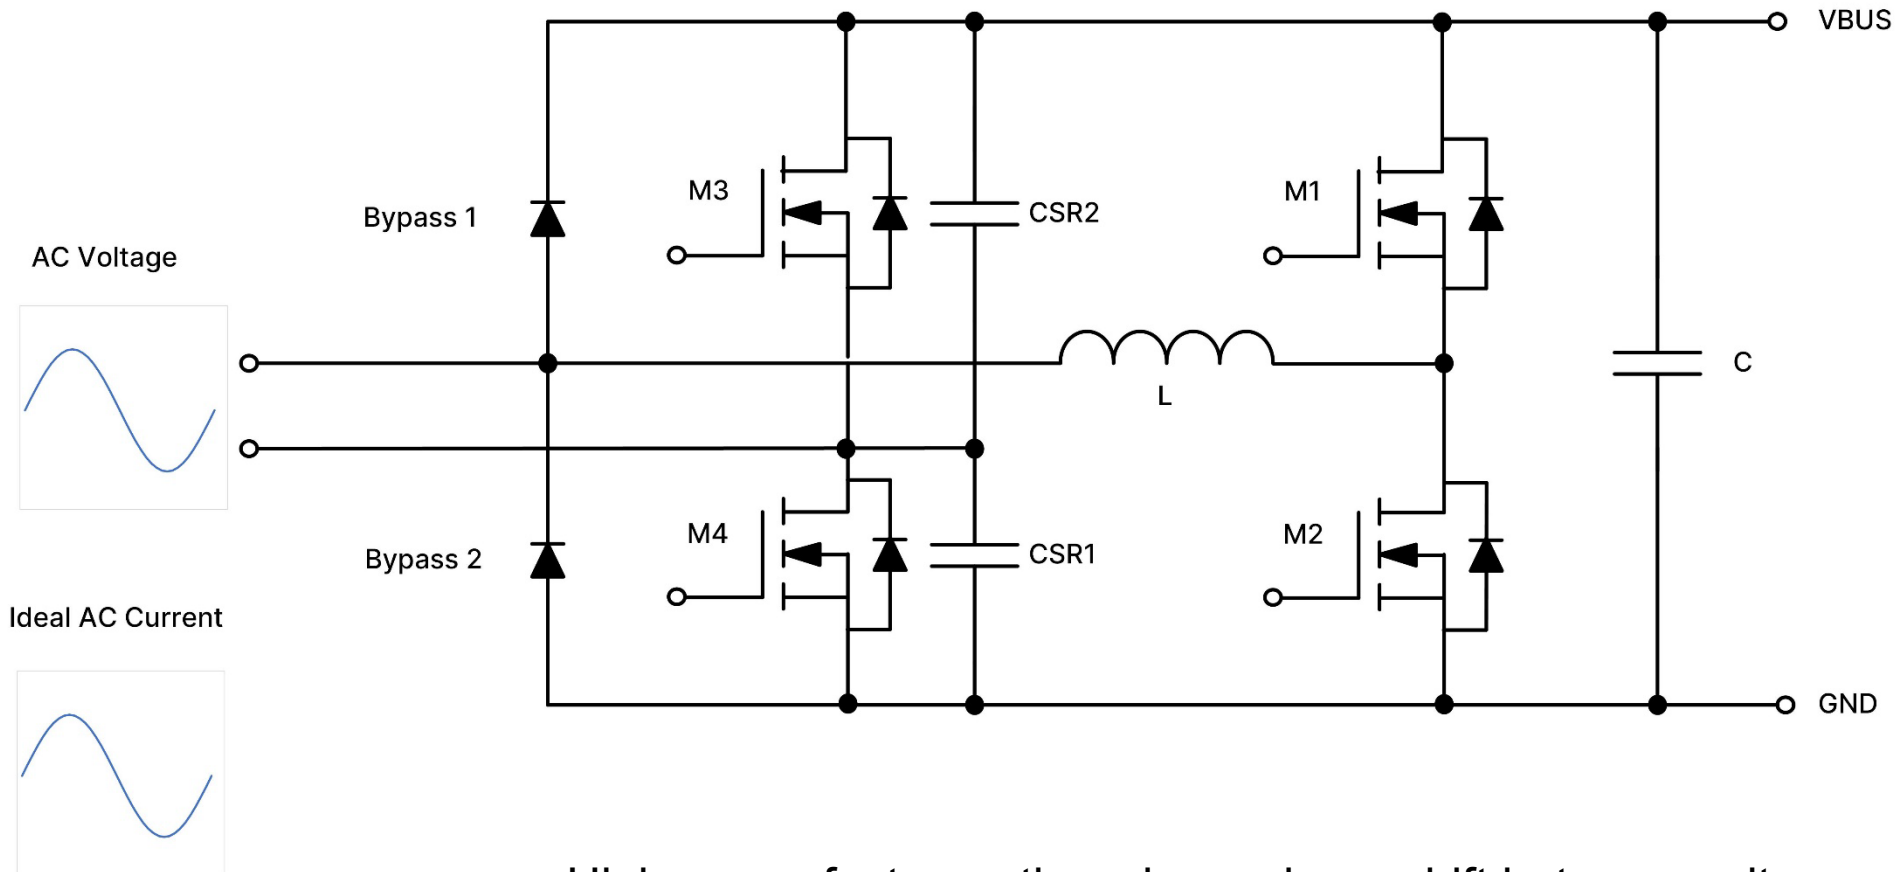 VBUS
M3
M1
Bypass 1
CSR2
AC Voltage
C
L
M4
M2
Bypass 2
CSR1
Ideal AC Current
GND